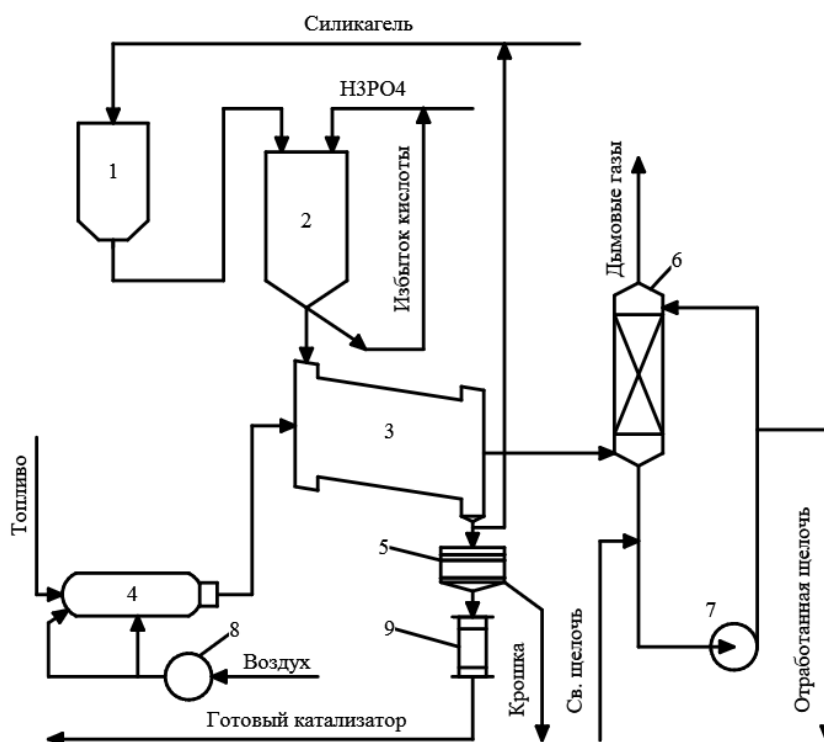 Силикагель
H3PO4
1
2
Избыток кислоты
Дымовые газы
6
3
Топливо
5
4
7
8
9
Воздух
Крошка
Св. щелочь
Отработанная щелочь
Готовый катализатор